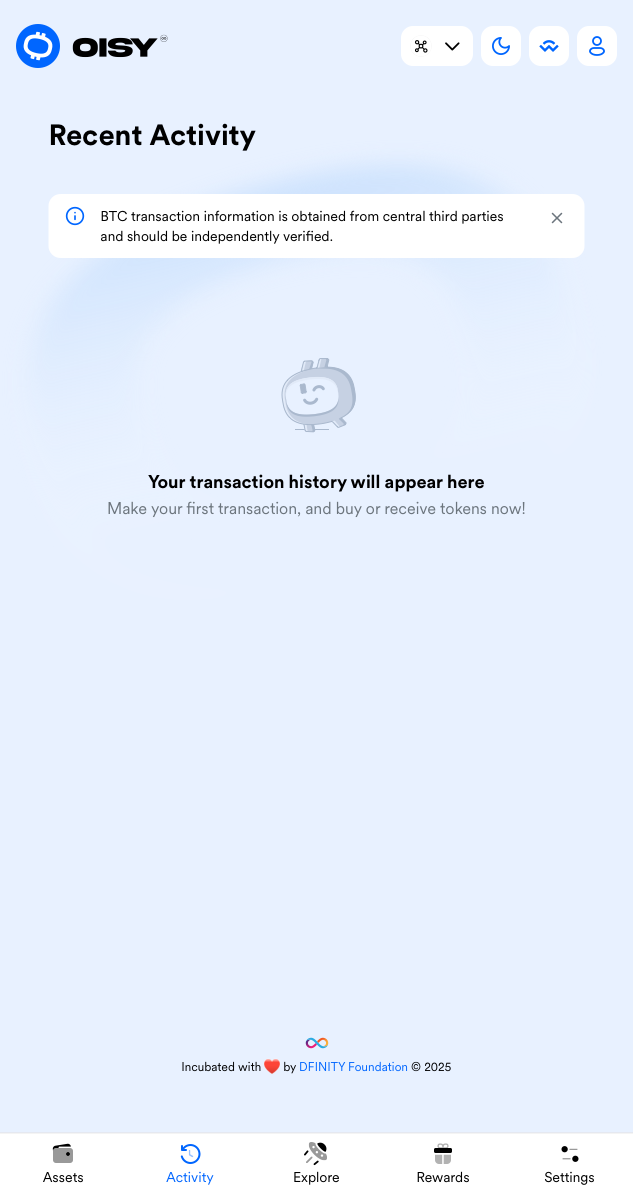 OISY
Recent Activity
BTC transaction information is obtained from central third parties
and should be independently verified.
Your transaction history will appear here
Make your first transaction, and buy or receive tokens now!
Incubated with ❤️ by DFINITY Foundation © 2025
Assets
Activity
Explore
Rewards
Settings